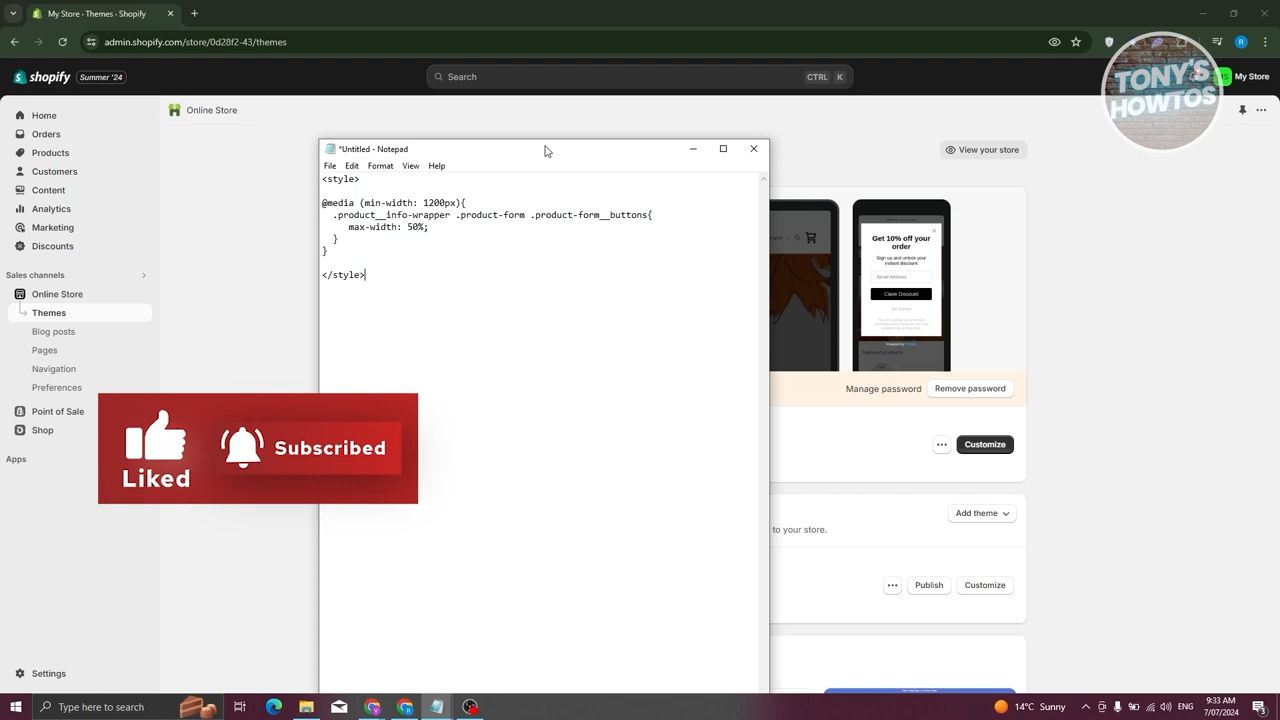 My Store - Themes - Shopify
admin.shopify.com/store/0d28f2-43/themes
shopify
Summer '24
Search
CTRL K
My Store
TONY'S
HOWTOS
Home
Orders
Products
Customers
Content
Analytics
Marketing
Discounts
Sales channels
Online Store
Themes
Blog posts
Pages
Navigation
Preferences
Point of Sale
Shop
Apps
Settings
Online Store
View your store
*Untitled - Notepad
File Edit Format View Help
<style>
@media (min-width: 1200px){
.product__info-wrapper .product-form .product-form__buttons{
max-width: 50%;
}
}
</style>
Get 10% off your
order
Sign up and unlock your
instant discount
Email Address
Claim Discount
No thanks
Powered by
Featured products
Manage password
Remove password
Customize
Add theme
to your store.
Publish
Customize
Liked
Subscribed
Type here to search
14°C Sunny
ENG
9:33 AM
7/07/2024